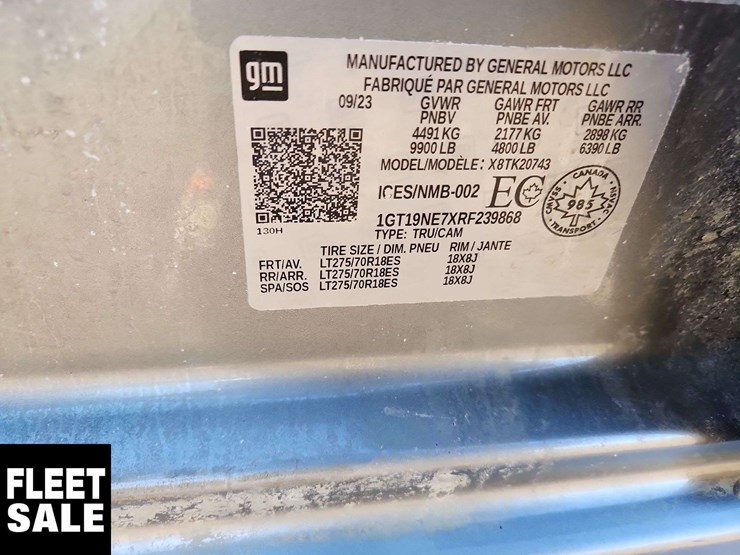 gm
MANUFACTURED BY GENERAL MOTORS LLC
FABRIQUÉ PAR GENERAL MOTORS LLC
09/23 GVWR GAWR FRT GAWR RR
PNBV PNBE AV. PNBE ARR.
4491 KG 2177 KG 2898 KG
9900 LB 4800 LB 6390 LB
MODEL/MODÈLE: X8TK20743
ICES/NMB-002 EC
CANADA
985
TRANSPORT
NSVAC
SVAMC
130H
1GT19NE7XRF239868
TYPE: TRU/CAM
TIRE SIZE / DIM. PNEU RIM / JANTE
FRT/AV. LT275/70R18ES 18X8J
RR/ARR. LT275/70R18ES 18X8J
SPA/SOS LT275/70R18ES 18X8J
FLEET
SALE